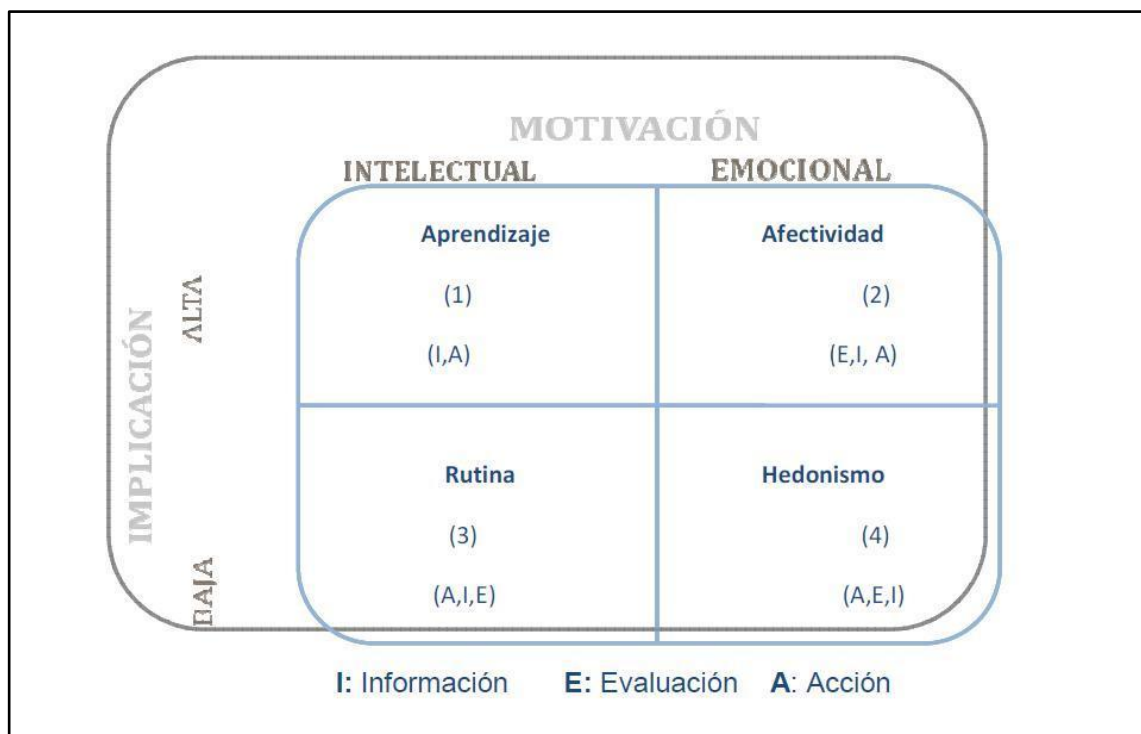 MOTIVACIÓN
INTELECTUAL EMOCIONAL
IMPLICACIÓN
ALTA
BAJA
Aprendizaje
(1)
(I,A)
Afectividad
(2)
(E,I, A)
Rutina
(3)
(A,I,E)
Hedonismo
(4)
(A,E,I)
I: Información E: Evaluación A: Acción